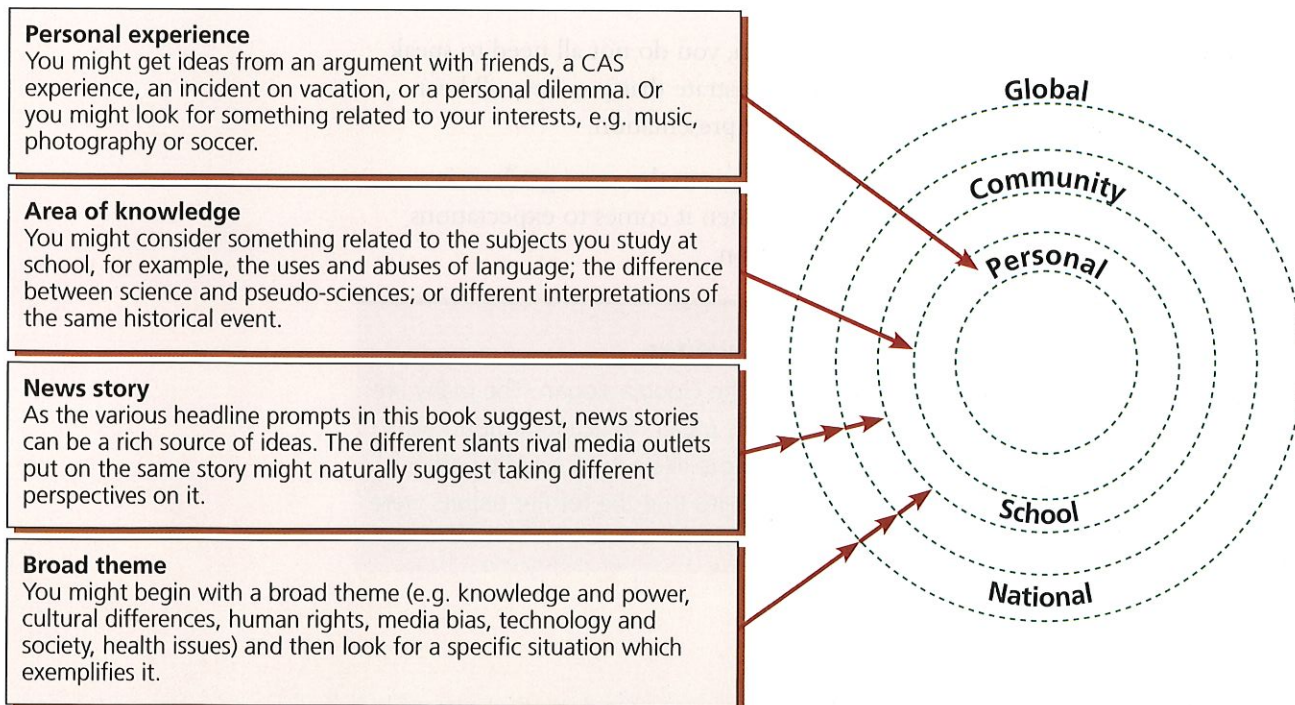 Personal experience
You might get ideas from an argument with friends, a CAS
experience, an incident on vacation, or a personal dilemma. Or
you might look for something related to your interests, e.g. music,
photography or soccer.
Area of knowledge
You might consider something related to the subjects you study at
school, for example, the uses and abuses of language; the difference
between science and pseudo-sciences; or different interpretations of
the same historical event.
News story
As the various headline prompts in this book suggest, news stories
can be a rich source of ideas. The different slants rival media outlets
put on the same story might naturally suggest taking different
perspectives on it.
Broad theme
You might begin with a broad theme (e.g. knowledge and power,
cultural differences, human rights, media bias, technology and
society, health issues) and then look for a specific situation which
exemplifies it.
Global
Community
Personal
School
National